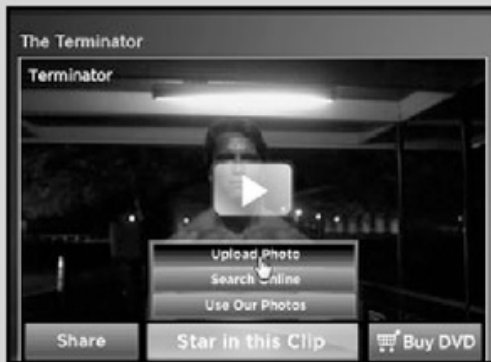 The Terminator
Terminator
Upload Photo
Search Online
Use Our Photos
Share
Star in this Clip
Buy DVD